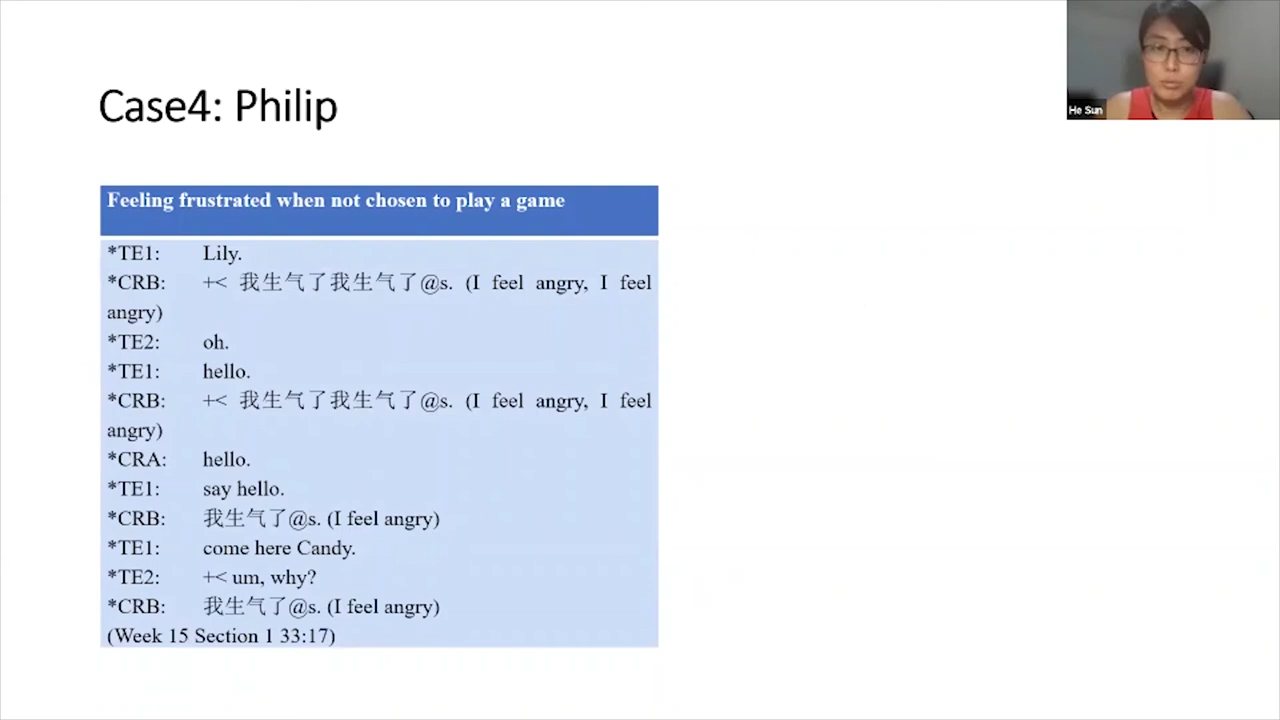 He Sun
Case4: Philip
Feeling frustrated when not chosen to play a game
*TE1: Lily.
*CRB: +< 我生气了我生气了@s. (I feel angry, I feel
angry)
*TE2: oh.
*TE1: hello.
*CRB: +< 我生气了我生气了@s. (I feel angry, I feel
angry)
*CRA: hello.
*TE1: say hello.
*CRB: 我生气了@s. (I feel angry)
*TE1: come here Candy.
*TE2: +< um, why?
*CRB: 我生气了@s. (I feel angry)
(Week 15 Section 1 33:17)